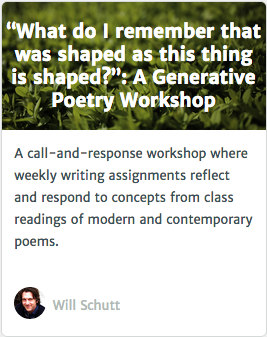 “What do I remember that
was shaped as this thing
is shaped?”: A Generative
Poetry Workshop
A call-and-response workshop where
weekly writing assignments reflect
and respond to concepts from class
readings of modern and contemporary
poems.
Will Schutt